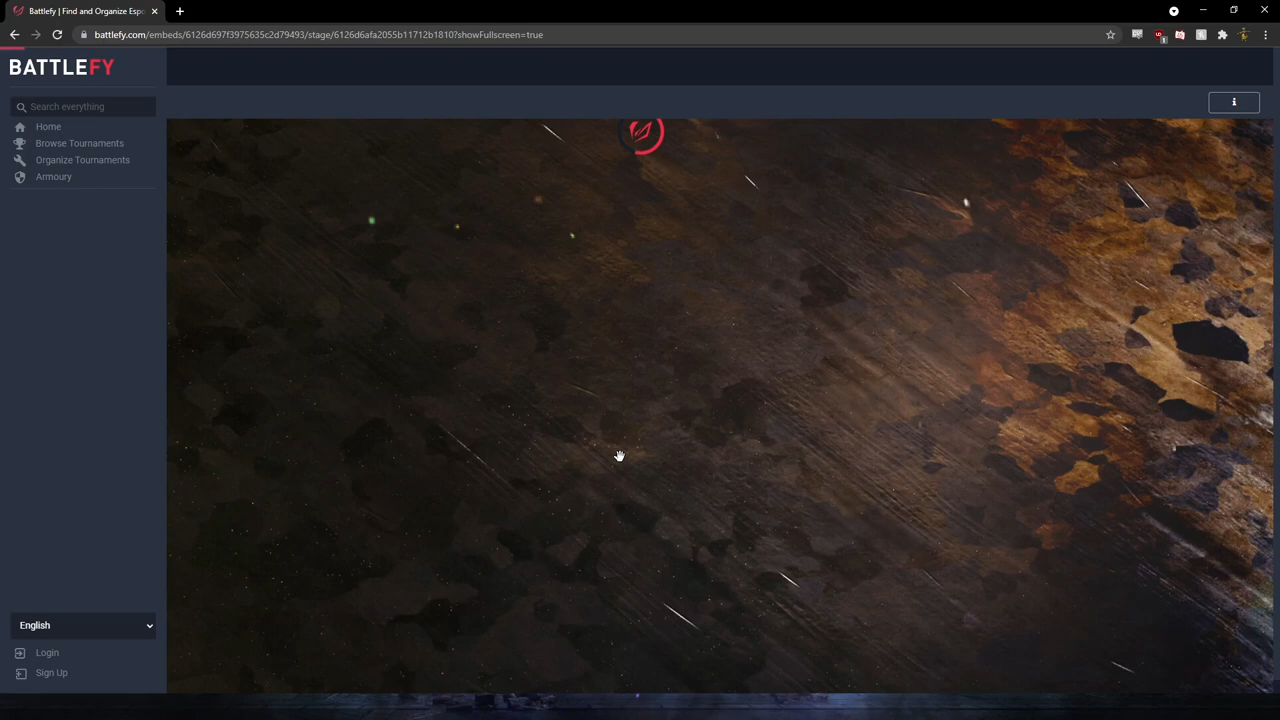 Battlefy | Find and Organize Espo
battlefy.com/embeds/6126d697f3975635c2d79493/stage/6126d6afa2055b11712b1810?showFullscreen=true
BATTLEFY
Search everything
Home
Browse Tournaments
Organize Tournaments
Armoury
English
Login
Sign Up